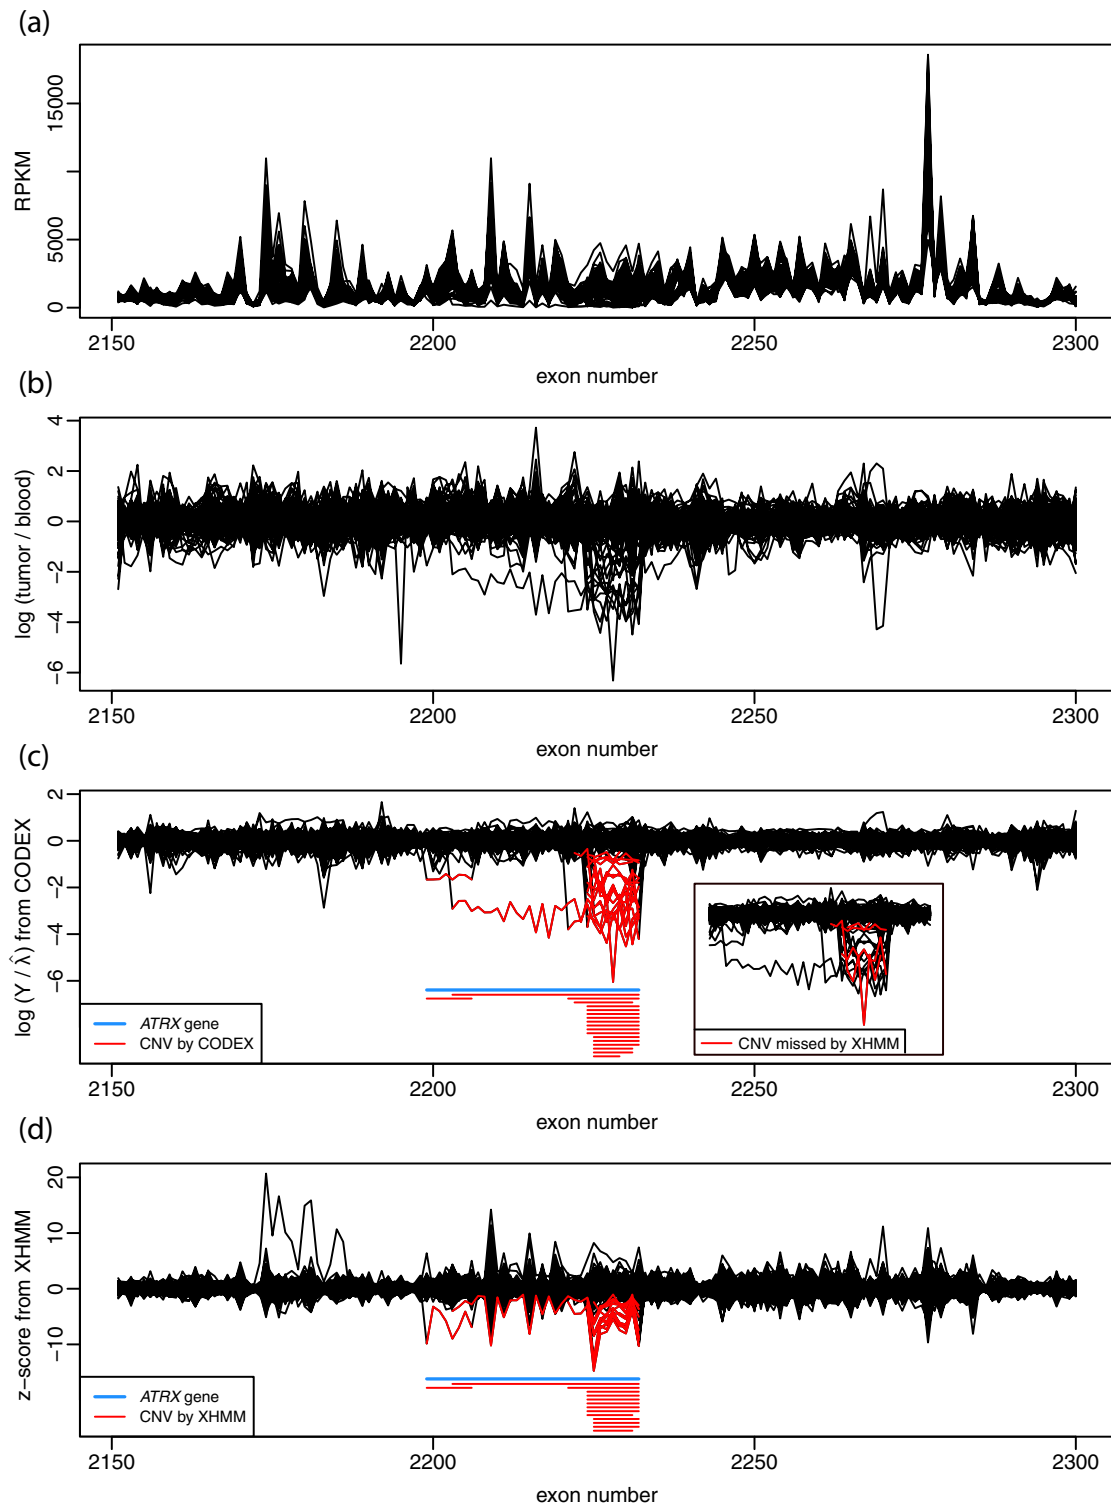 (a)
RPKM
0
5000
15000
2150
2200
2250
2300
exon number
(b)
log (tumor / blood)
4
2
0
−2
−4
−6
2150
2200
2250
2300
exon number
(c)
log (Y / λ̂) from CODEX
2
0
−2
−4
−6
ATRX gene
CNV by CODEX
CNV missed by XHMM
2150
2200
2250
2300
exon number
(d)
z−score from XHMM
20
10
0
−10
ATRX gene
CNV by XHMM
2150
2200
2250
2300
exon number